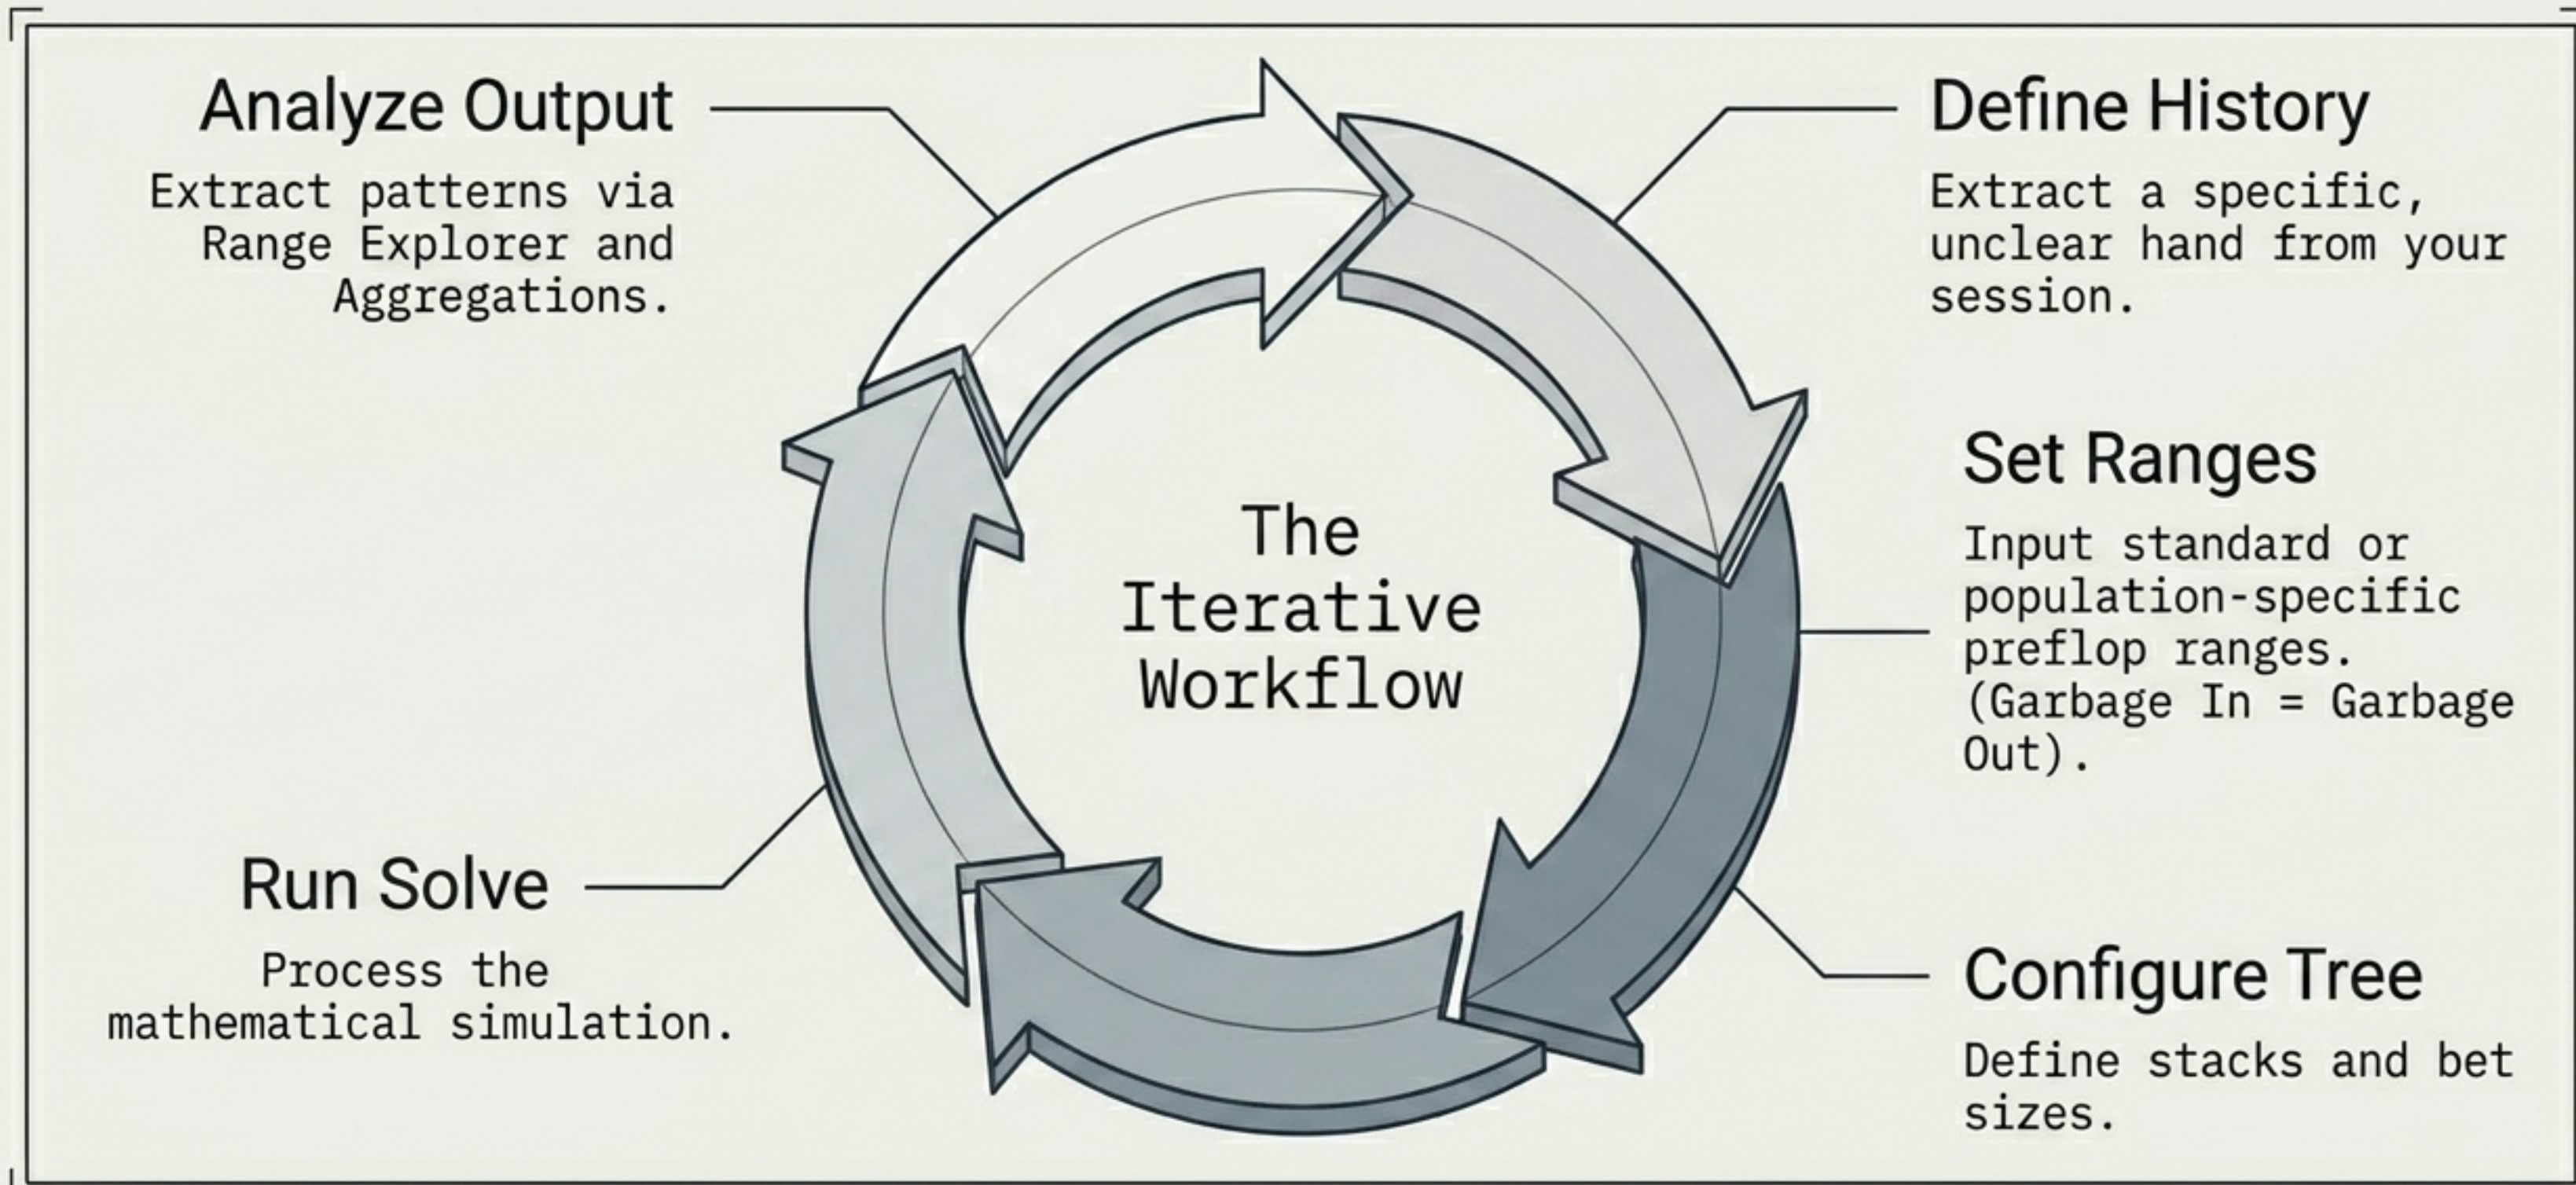 Analyze Output
Extract patterns via
Range Explorer and
Aggregations.
Define History
Extract a specific,
unclear hand from your
session.
Set Ranges
Input standard or
population-specific
preflop ranges.
(Garbage In = Garbage
Out).
The
Iterative
Workflow
Run Solve
Process the
mathematical simulation.
Configure Tree
Define stacks and bet
sizes.